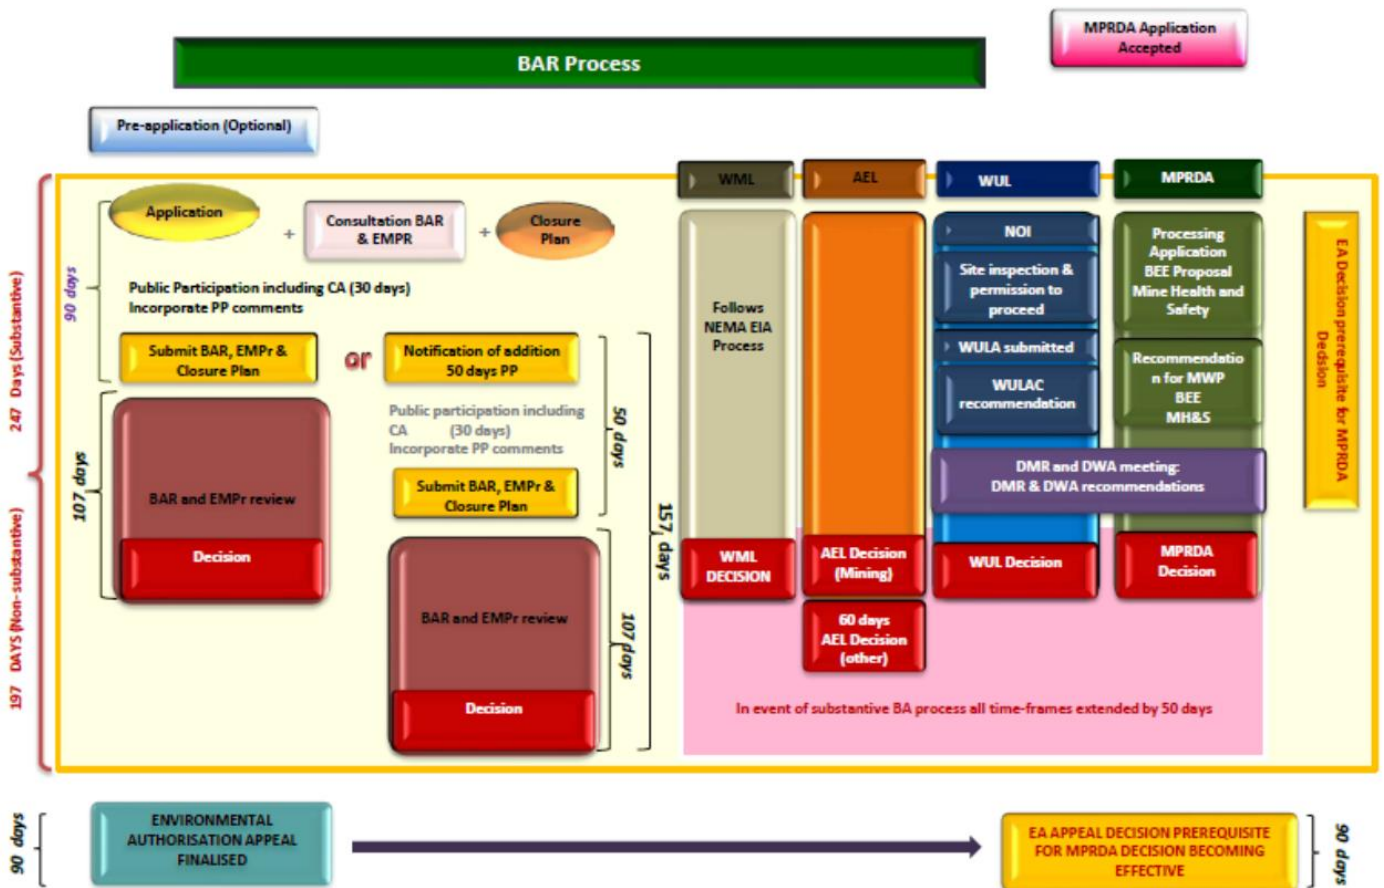 MPRDA Application
Accepted
BAR Process
Pre-application (Optional)
WML
AEL
WUL
MPRDA
Application
+
Consultation BAR
& EMPR
+
Closure
Plan
90 days
Public Participation including CA (30 days)
Incorporate PP comments
Submit BAR, EMPr &
Closure Plan
or
Notification of addition
50 days PP
Public participation including
CA (30 days)
Incorporate PP comments
Submit BAR, EMPr &
Closure Plan
50 days
247 Days (Substantive)
197 DAYS (Non-substantive)
107 days
BAR and EMPr review
Decision
BAR and EMPr review
Decision
107 days
157 days
Follows
NEMA EIA
Process
WML
DECISION
AEL Decision
(Mining)
60 days
AEL Decision
(other)
NOI
Site inspection &
permission to
proceed
WULA submitted
WULAC
recommendation
DMR and DWA meeting:
DMR & DWA recommendations
WUL Decision
Processing
Application
BEE Proposal
Mine Health and
Safety
Recommendatio
n for MWP
BEE
MH&S
MPRDA
Decision
EA Decision prerequisite for MPRDA
Decision
In event of substantive BA process all time-frames extended by 50 days
90 days
ENVIRONMENTAL
AUTHORISATION APPEAL
FINALISED
EA APPEAL DECISION PREREQUISITE
FOR MPRDA DECISION BECOMING
EFFECTIVE
90 days